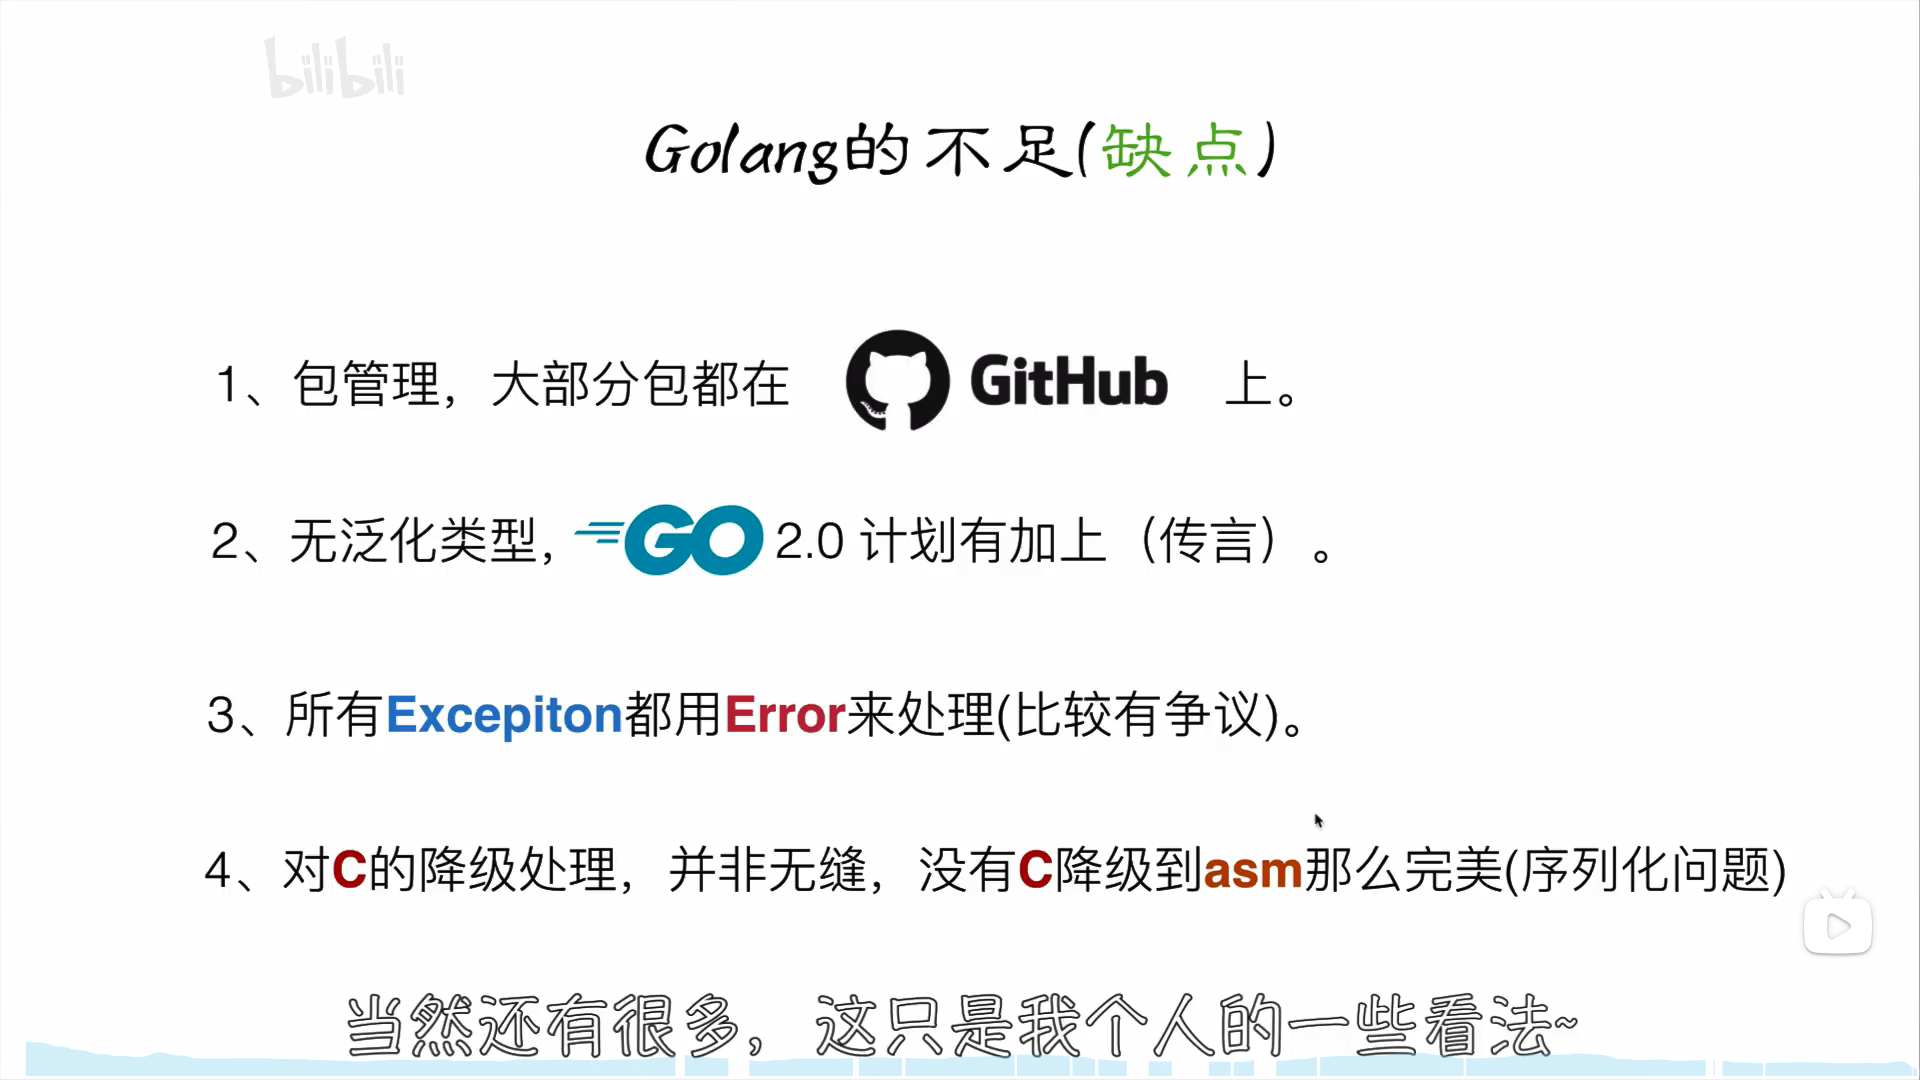 bilibili
Golang的不足(缺点)
1、包管理，大部分包都在 GitHub 上。
2、无泛化类型，GO 2.0 计划有加上（传言）。
3、所有Excepiton都用Error来处理(比较有争议)。
4、对C的降级处理，并非无缝，没有C降级到asm那么完美(序列化问题)
当然还有很多，这只是我个人的一些看法~